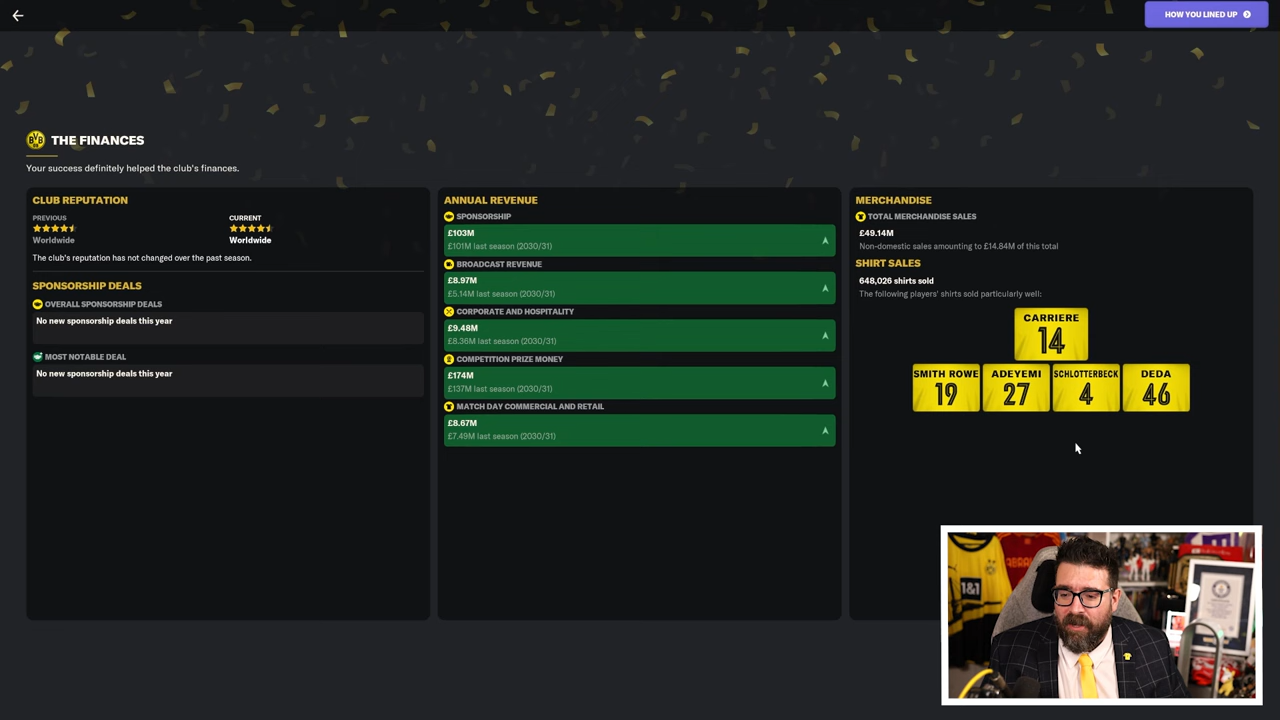 HOW YOU LINED UP
BVB 09
THE FINANCES
Your success definitely helped the club's finances.
CLUB REPUTATION
PREVIOUS
CURRENT
Worldwide
Worldwide
The club's reputation has not changed over the past season.
SPONSORSHIP DEALS
OVERALL SPONSORSHIP DEALS
No new sponsorship deals this year
MOST NOTABLE DEAL
No new sponsorship deals this year
ANNUAL REVENUE
SPONSORSHIP
£103M
£101M last season (2030/31)
BROADCAST REVENUE
£8.97M
£5.14M last season (2030/31)
CORPORATE AND HOSPITALITY
£9.48M
£8.36M last season (2030/31)
COMPETITION PRIZE MONEY
£174M
£137M last season (2030/31)
MATCH DAY COMMERCIAL AND RETAIL
£8.67M
£7.49M last season (2030/31)
MERCHANDISE
TOTAL MERCHANDISE SALES
£49.14M
Non-domestic sales amounting to £14.84M of this total
SHIRT SALES
648,026 shirts sold
The following players' shirts sold particularly well:
CARRIERE
14
SMITH ROWE
19
ADEYEMI
27
SCHLOTTERBECK
4
DEDA
46
1&1